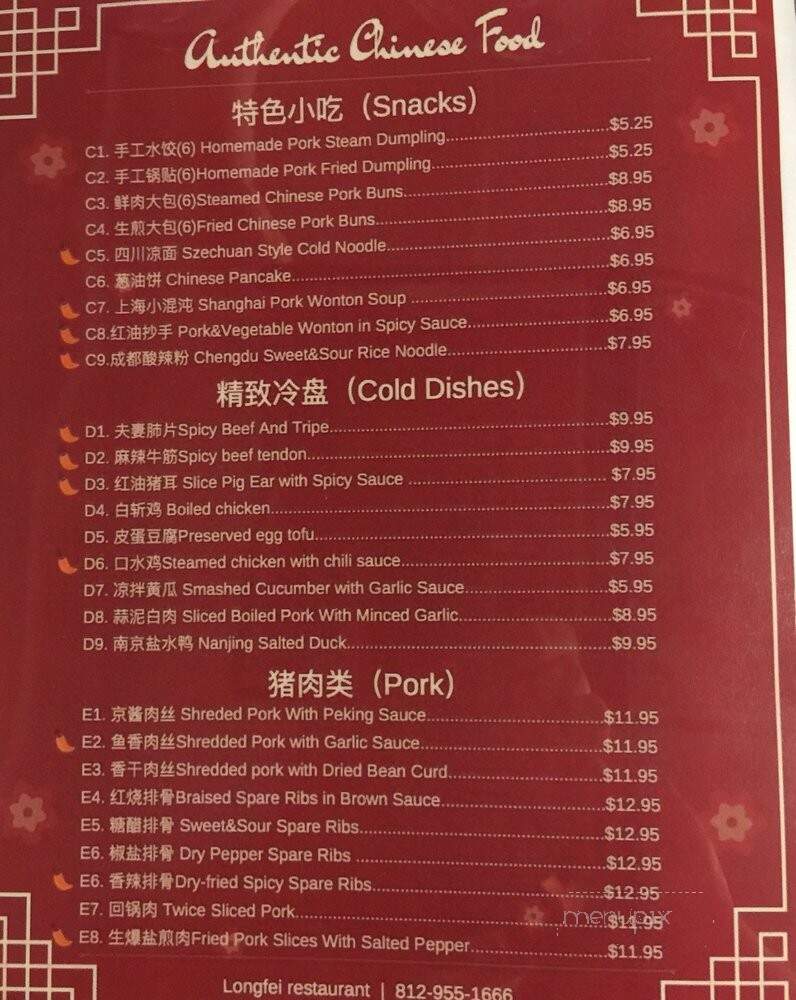 Authentic Chinese Food
特色小吃（Snacks）
C1. 手工水饺(6) Homemade Pork Steam Dumpling.....$5.25
C2. 手工锅贴(6)Homemade Pork Fried Dumpling.....$5.25
C3. 鲜肉大包(6)Steamed Chinese Pork Buns.....$8.95
C4. 生煎大包(6)Fried Chinese Pork Buns.....$8.95
C5. 四川凉面 Szechuan Style Cold Noodle.....$6.95
C6. 葱油饼 Chinese Pancake.....$6.95
C7. 上海小混沌 Shanghai Pork Wonton Soup .....$6.95
C8.红油抄手 Pork&Vegetable Wonton in Spicy Sauce.....$6.95
C9.成都酸辣粉 Chengdu Sweet&Sour Rice Noodle.....$7.95
精致冷盘（Cold Dishes）
D1. 夫妻肺片Spicy Beef And Tripe.....$9.95
D2. 麻辣牛筋Spicy beef tendon.....$9.95
D3. 红油猪耳 Slice Pig Ear with Spicy Sauce ..... $7.95
D4. 白斩鸡 Boiled chicken.....$7.95
D5. 皮蛋豆腐Preserved egg tofu.....$5.95
D6. 口水鸡Steamed chicken with chili sauce.....$7.95
D7. 凉拌黄瓜 Smashed Cucumber with Garlic Sauce.....$5.95
D8. 蒜泥白肉 Sliced Boiled Pork With Minced Garlic.....$8.95
D9. 南京盐水鸭 Nanjing Salted Duck.....$9.95
猪肉类（Pork）
E1. 京酱肉丝 Shreded Pork With Peking Sauce.....$11.95
E2. 鱼香肉丝Shredded Pork with Garlic Sauce.....$11.95
E3. 香干肉丝Shredded pork with Dried Bean Curd.....$11.95
E4. 红烧排骨Braised Spare Ribs in Brown Sauce.....$12.95
E5. 糖醋排骨 Sweet&Sour Spare Ribs.....$12.95
E6. 椒盐排骨 Dry Pepper Spare Ribs .....$12.95
E6. 香辣排骨Dry-fried Spicy Spare Ribs.....$12.95
E7. 回锅肉 Twice Sliced Pork.....$11.95
menupix
E8. 生爆盐煎肉Fried Pork Slices With Salted Pepper.....$11.95
Longfei restaurant | 812-955-1666